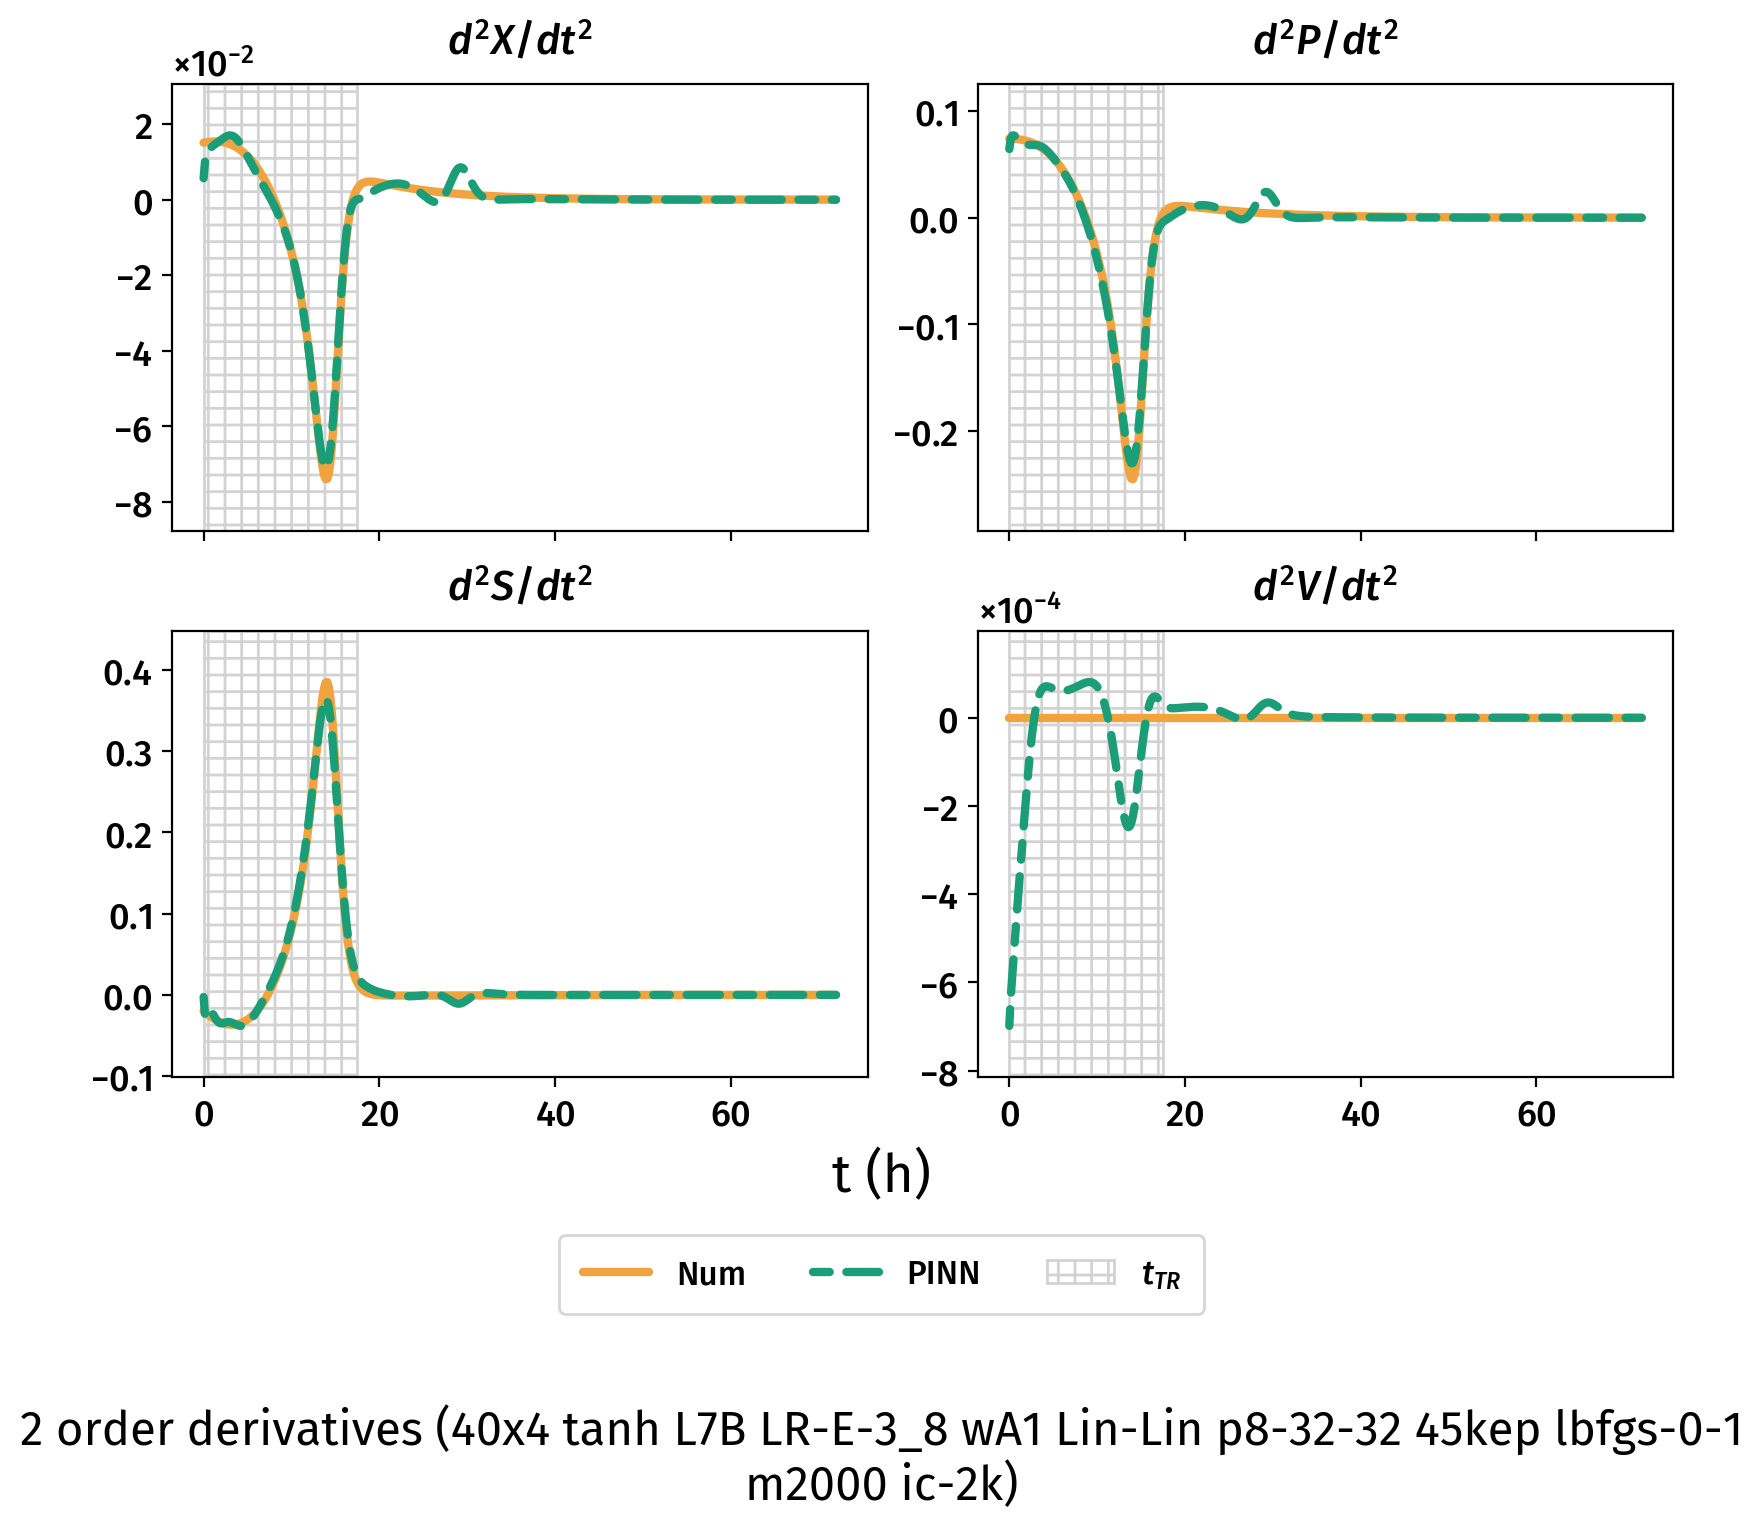 d²X/dt²
×10⁻²
2
0
−2
−4
−6
−8
d²P/dt²
0.1
0.0
−0.1
−0.2
d²S/dt²
0.4
0.3
0.2
0.1
0.0
−0.1
0 20 40 60
d²V/dt²
×10⁻⁴
0
−2
−4
−6
−8
0 20 40 60
t (h)
Num PINN t_TR
2 order derivatives (40x4 tanh L7B LR-E-3_8 wA1 Lin-Lin p8-32-32 45kep lbfgs-0-1
m2000 ic-2k)